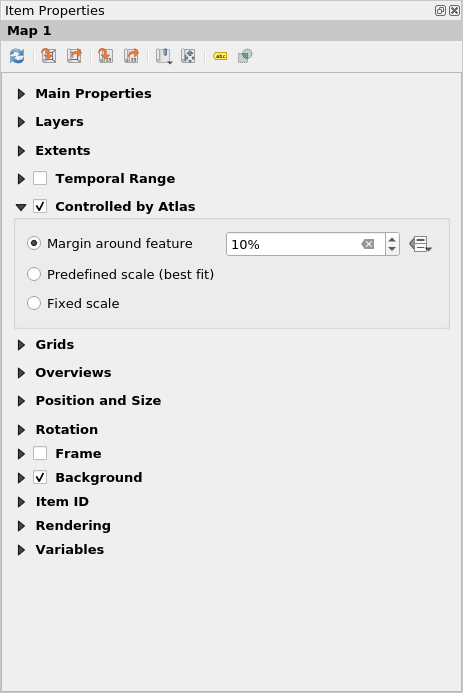 Item Properties
Map 1
abc
Main Properties
Layers
Extents
Temporal Range
Controlled by Atlas
Margin around feature 10%
Predefined scale (best fit)
Fixed scale
Grids
Overviews
Position and Size
Rotation
Frame
Background
Item ID
Rendering
Variables